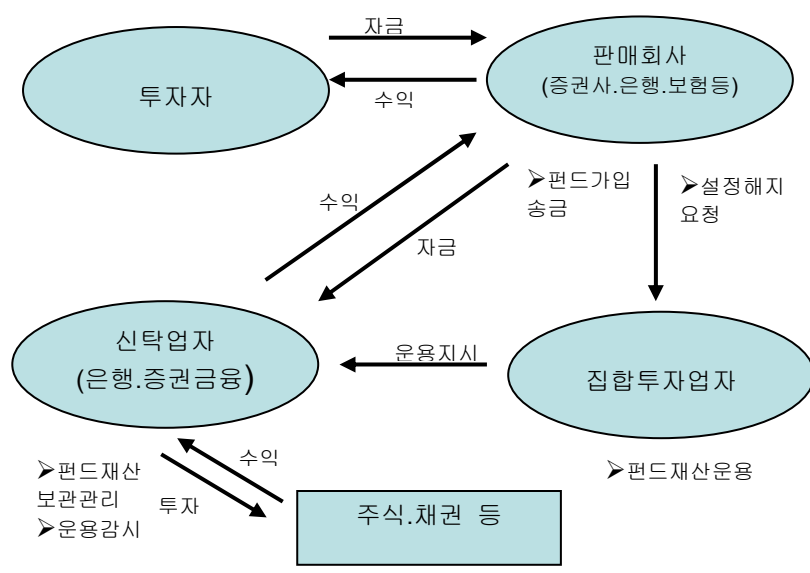 자금
판매회사
(증권사.은행.보험등)
투자자
수익
➢펀드가입
송금
➢설정해지
요청
수익
자금
신탁업자
(은행.증권금융)
운용지시
집합투자업자
➢펀드재산
보관관리
➢운용감시
수익
투자
➢펀드재산운용
주식.채권 등